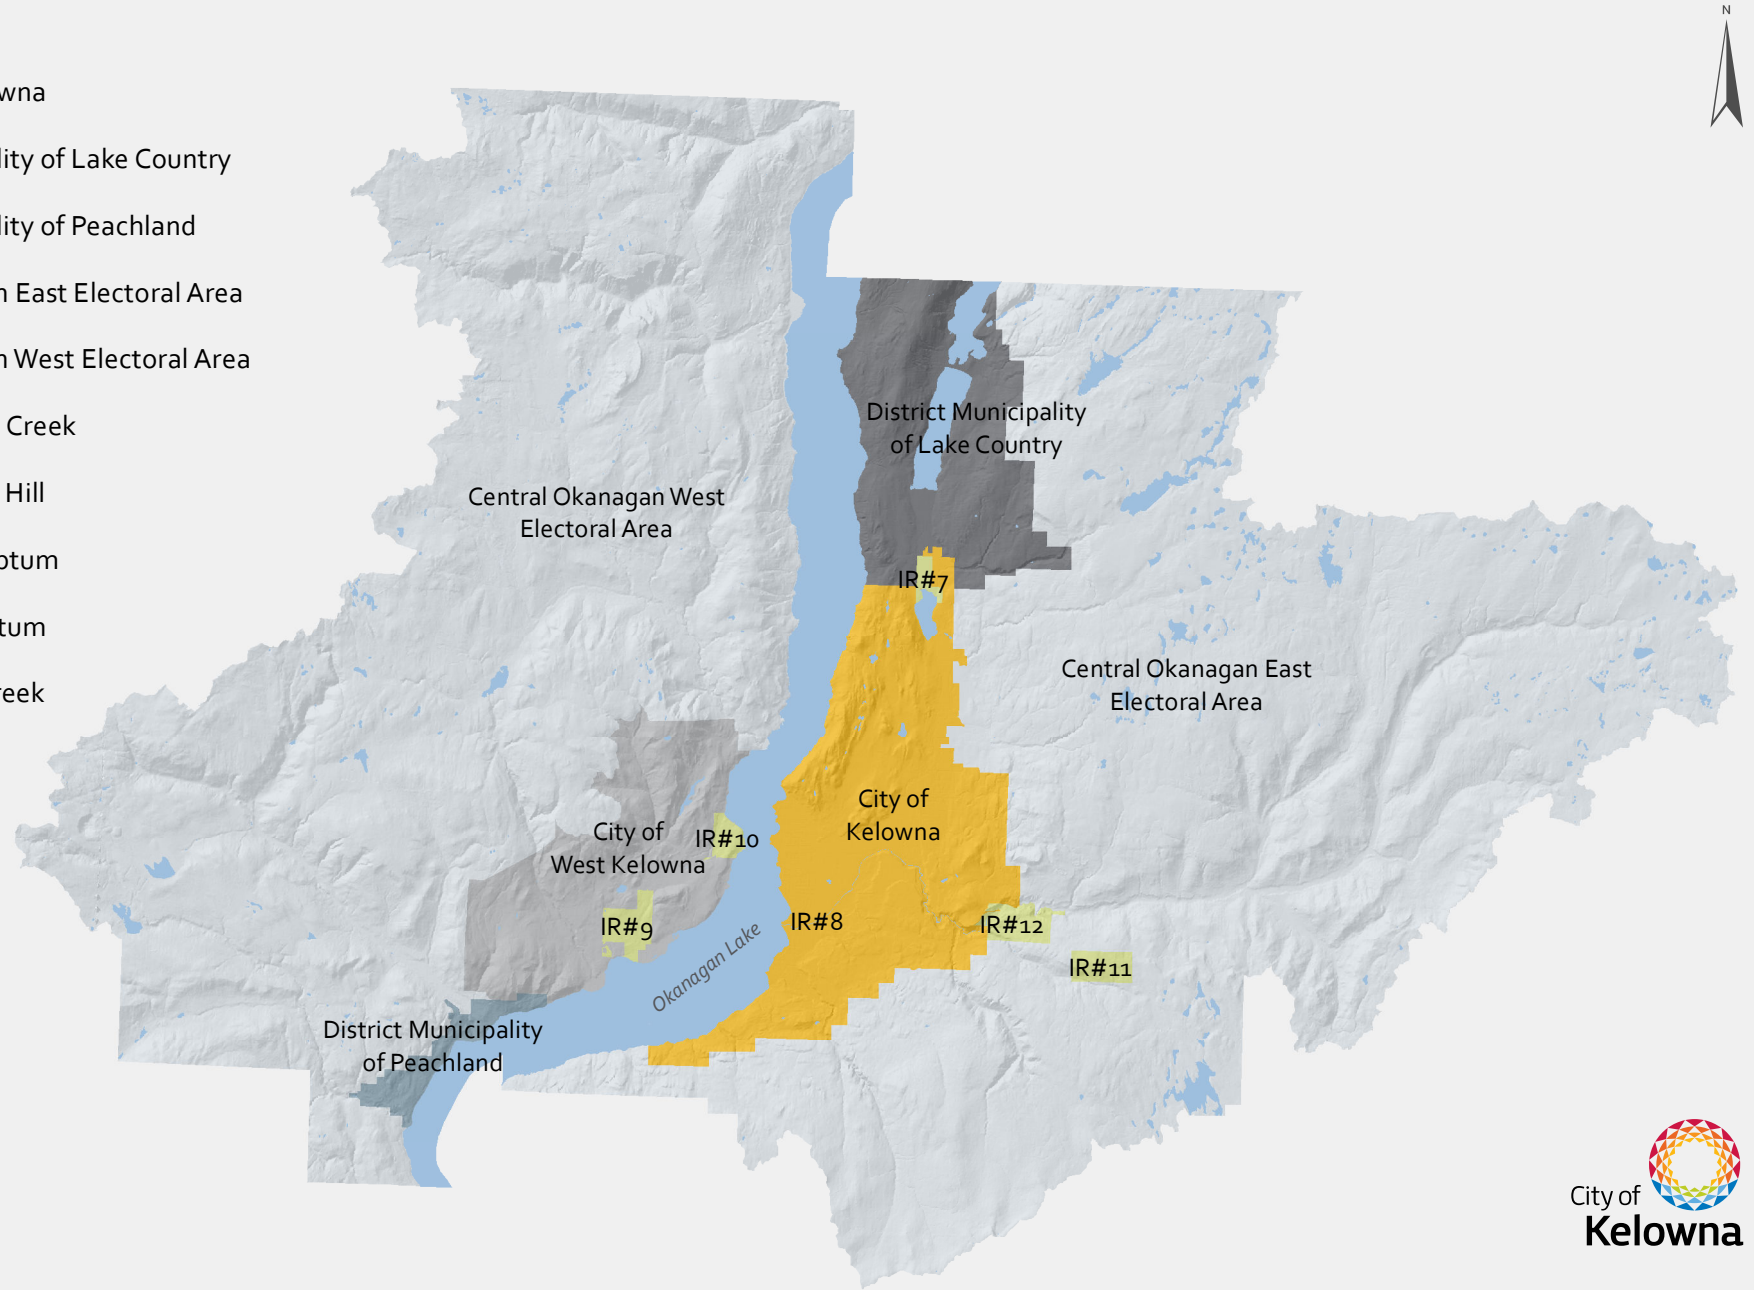 N
wna
lity of Lake Country
lity of Peachland
n East Electoral Area
n West Electoral Area
Creek
Hill
otum
tum
reek
District Municipality
of Lake Country
Central Okanagan West
Electoral Area
IR#7
Central Okanagan East
Electoral Area
City of
Kelowna
City of
West Kelowna
IR#10
IR#9
IR#8
IR#12
IR#11
Okanagan Lake
District Municipality
of Peachland
City of
Kelowna